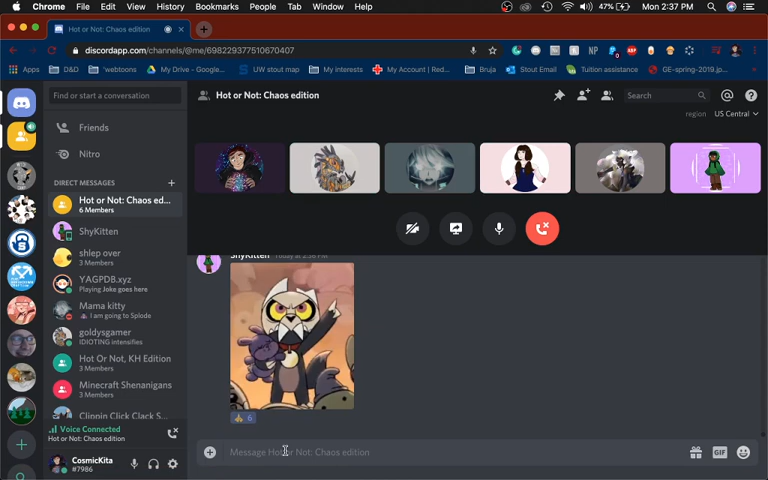 Chrome File Edit View History Bookmarks People Tab Window Help 47% Mon 2:37 PM
Hot or Not: Chaos edition
discordapp.com/channels/@me/698229377510670407
Apps D&D *webtoons My Drive - Google... UW stout map My interests My Account | Red... Bruja Stout Email Tuition assistance GE-spring-2019.jp...
Find or start a conversation
Hot or Not: Chaos edition
Search
region US Central
Friends
Nitro
DIRECT MESSAGES
Hot or Not: Chaos ed...
6 Members
ShyKitten
shlep over
3 Members
YAGPDB.xyz
Playing Joke goes here
Mama kitty
I am going to Splode
goldysgamer
IDIOTING intensifies
Hot Or Not, KH Edition
3 Members
Minecraft Shenanigans
3 Members
Clippin Click Clack S...
Voice Connected
Hot or Not: Chaos edition
CosmicKita
#7986
ShyKitten
6
Message Hot or Not: Chaos edition
GIF